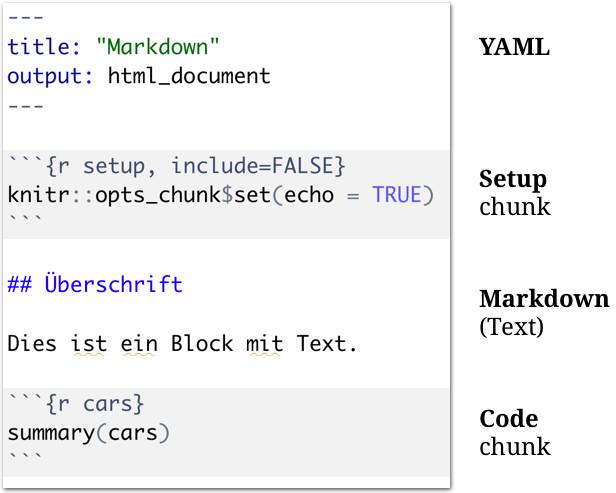 ---
title: "Markdown"
output: html_document
---
YAML
```{r setup, include=FALSE}
knitr::opts_chunk$set(echo = TRUE)
```
Setup
chunk
## Überschrift
Dies ist ein Block mit Text.
Markdown
(Text)
```{r cars}
summary(cars)
```
Code
chunk